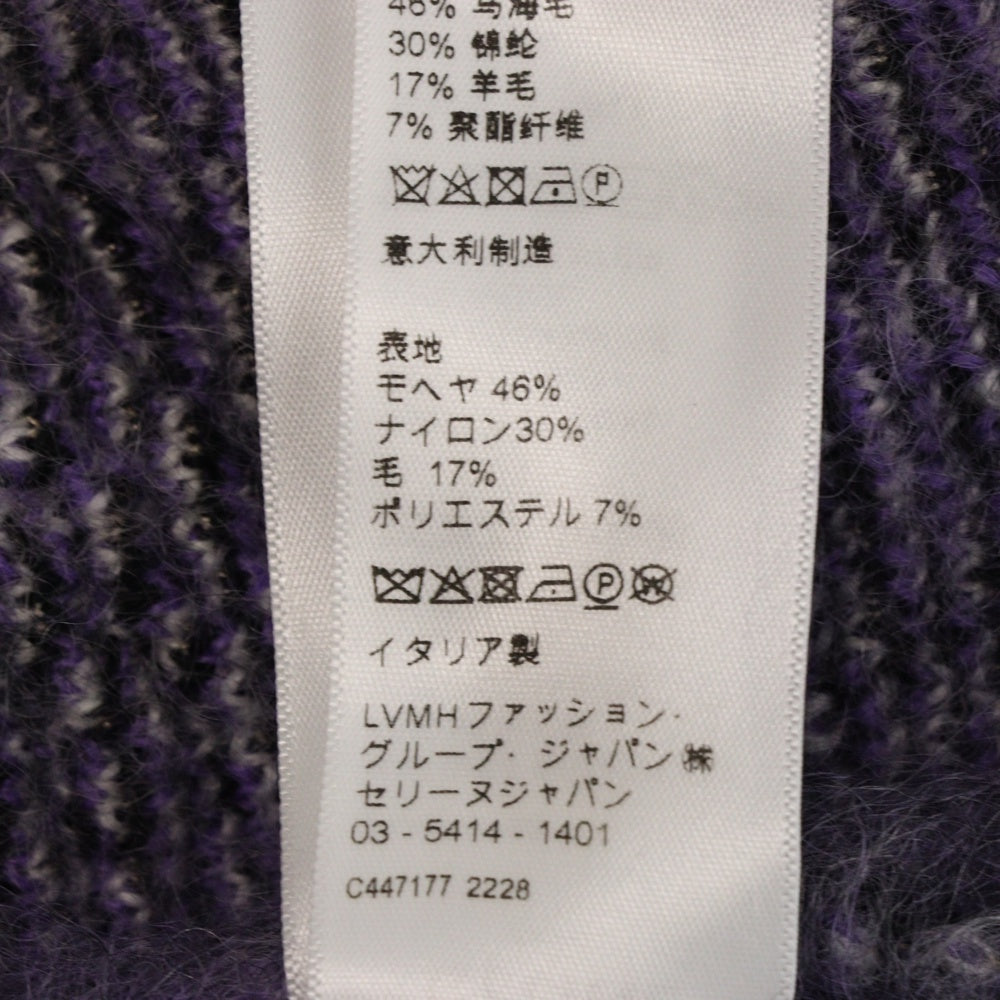 46% 马海毛
30% 锦纶
17% 羊毛
7% 聚酯纤维
P
意大利制造
表地
モヘヤ 46%
ナイロン30%
毛 17%
ポリエステル 7%
P W
イタリア製
LVMHファッション・
グループ・ジャパン㈱
セリーヌジャパン
03 - 5414 - 1401
C447177 2228